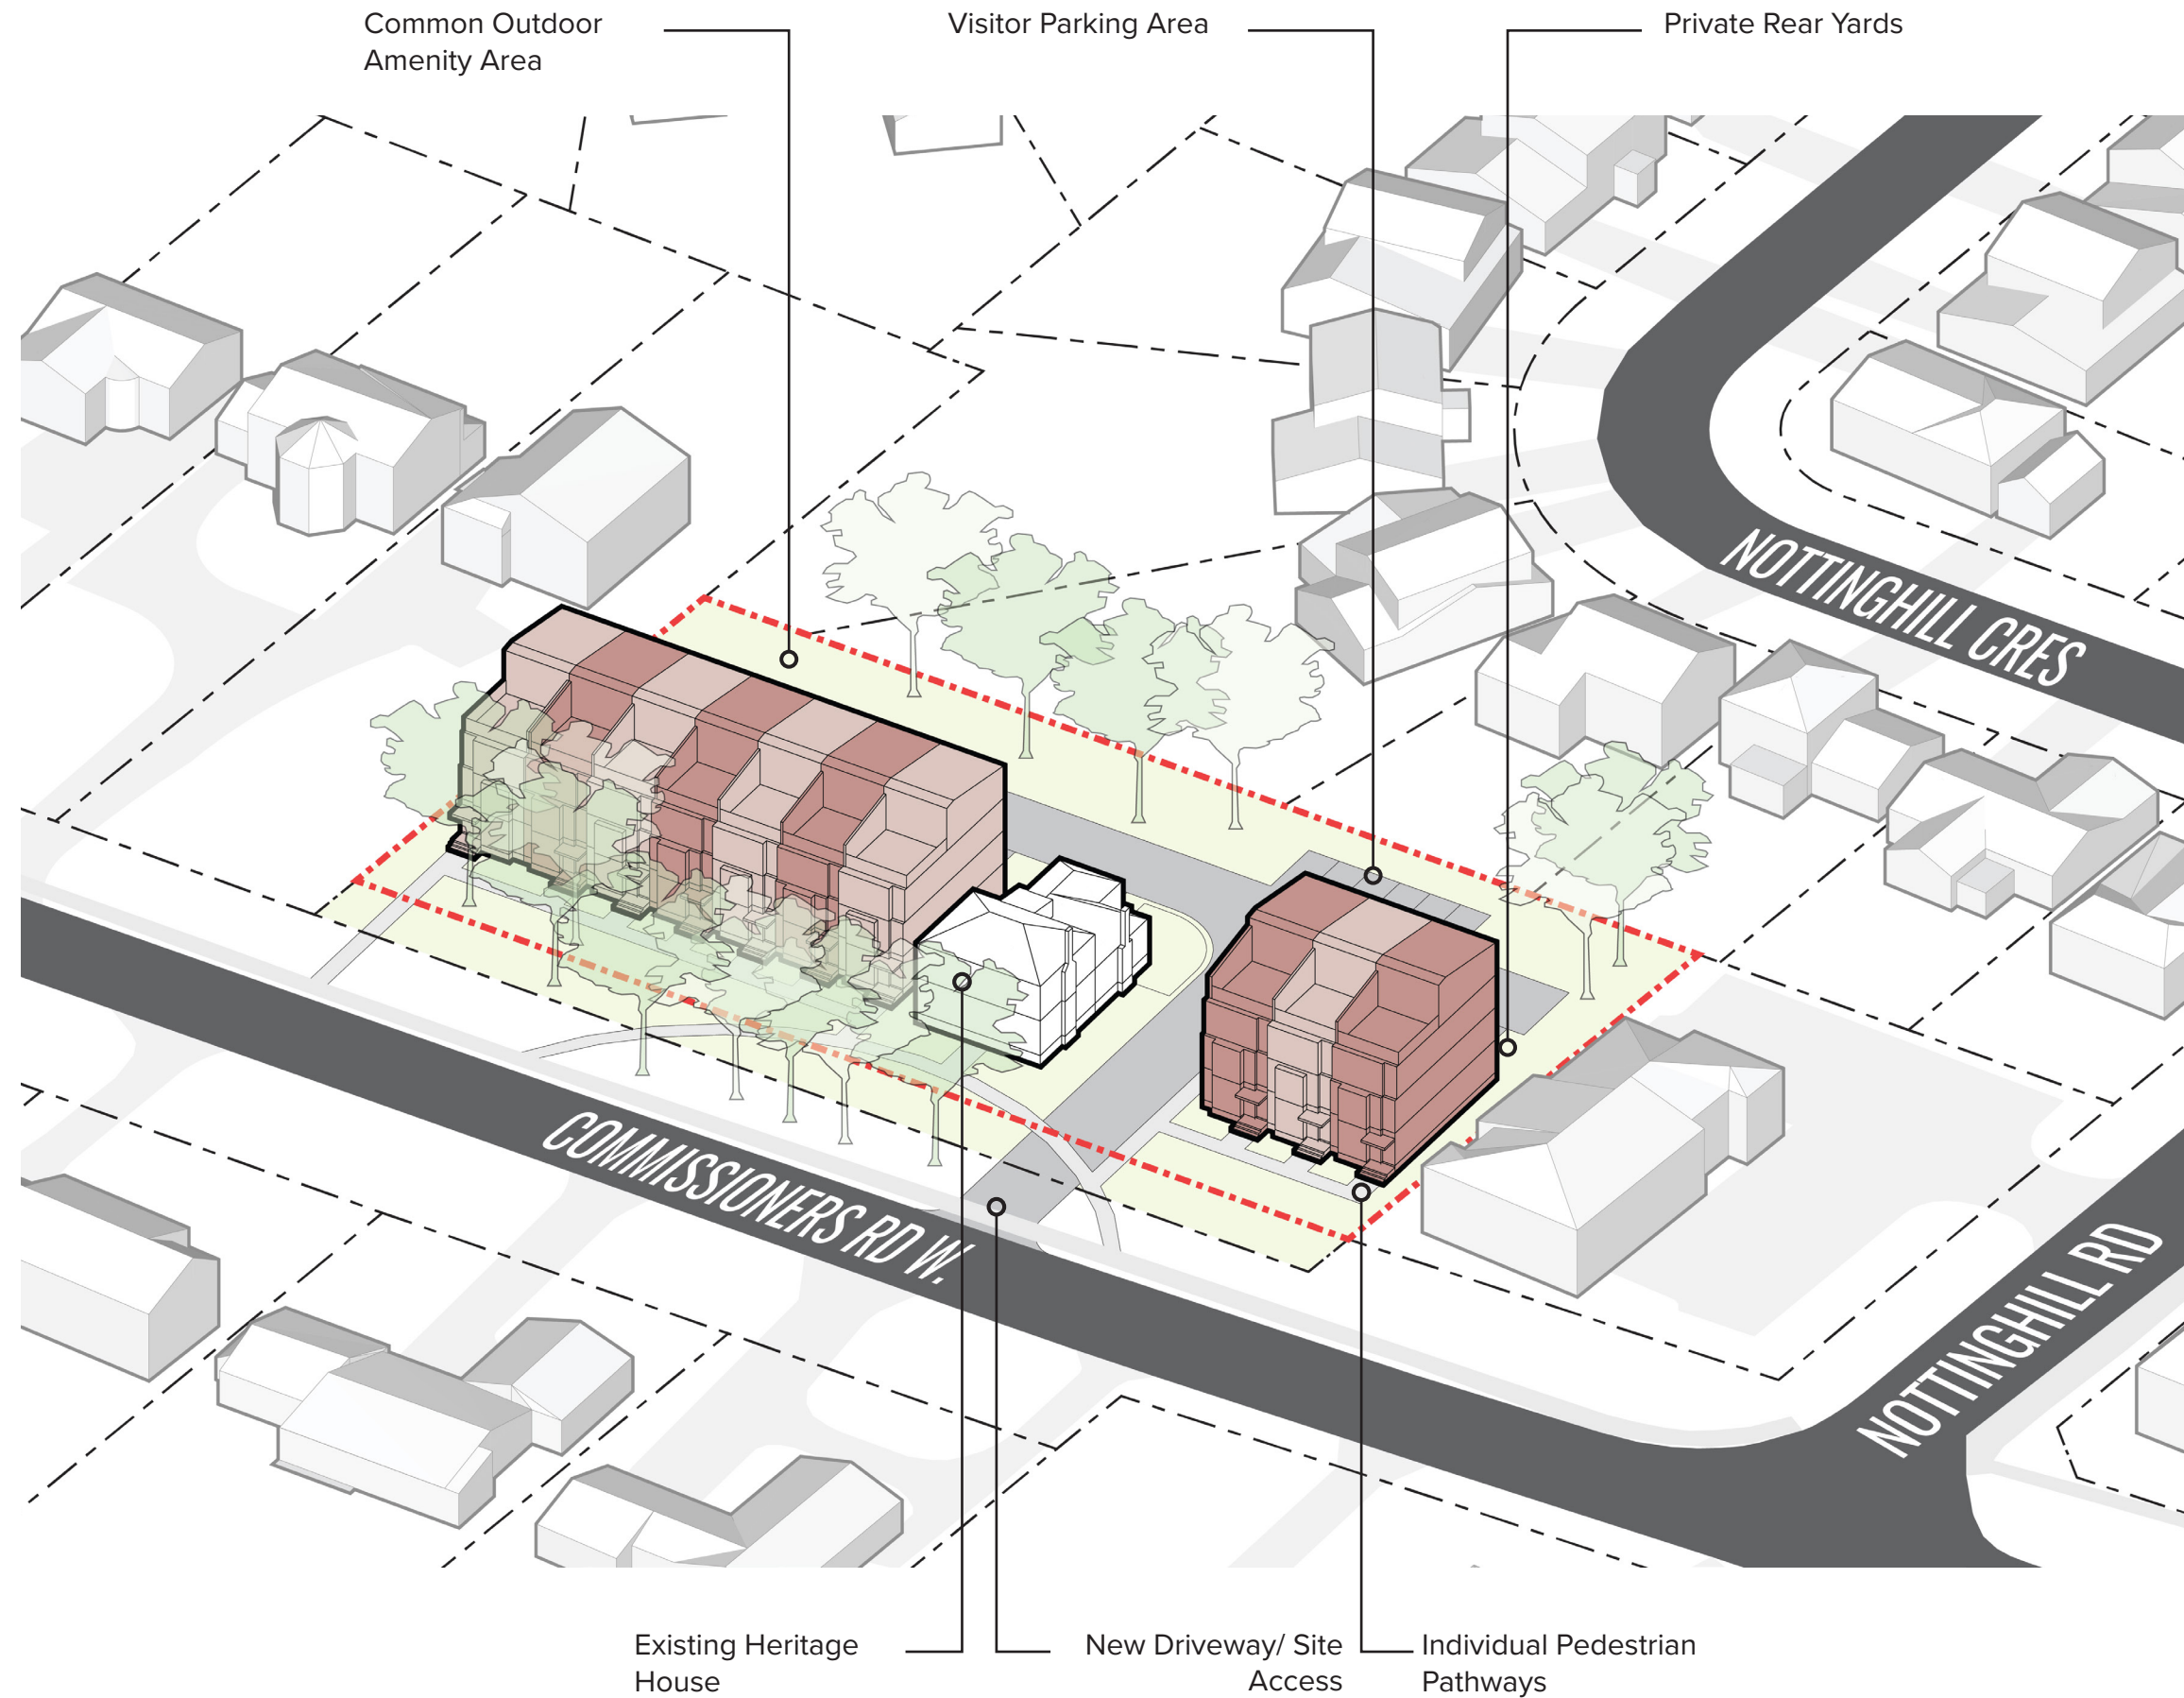 Common Outdoor
Amenity Area
Visitor Parking Area
Private Rear Yards
NOTTINGHILL CRES
COMMISSIONERS RD W.
NOTTINGHILL RD
Existing Heritage
House
New Driveway/ Site
Access
Individual Pedestrian
Pathways